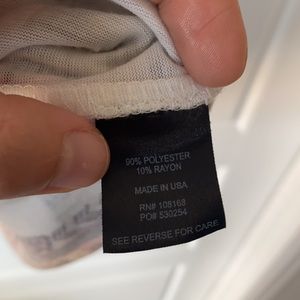 90% POLYESTER
10% RAYON
MADE IN USA
RN# 108168
PO# 530254
SEE REVERSE FOR CARE